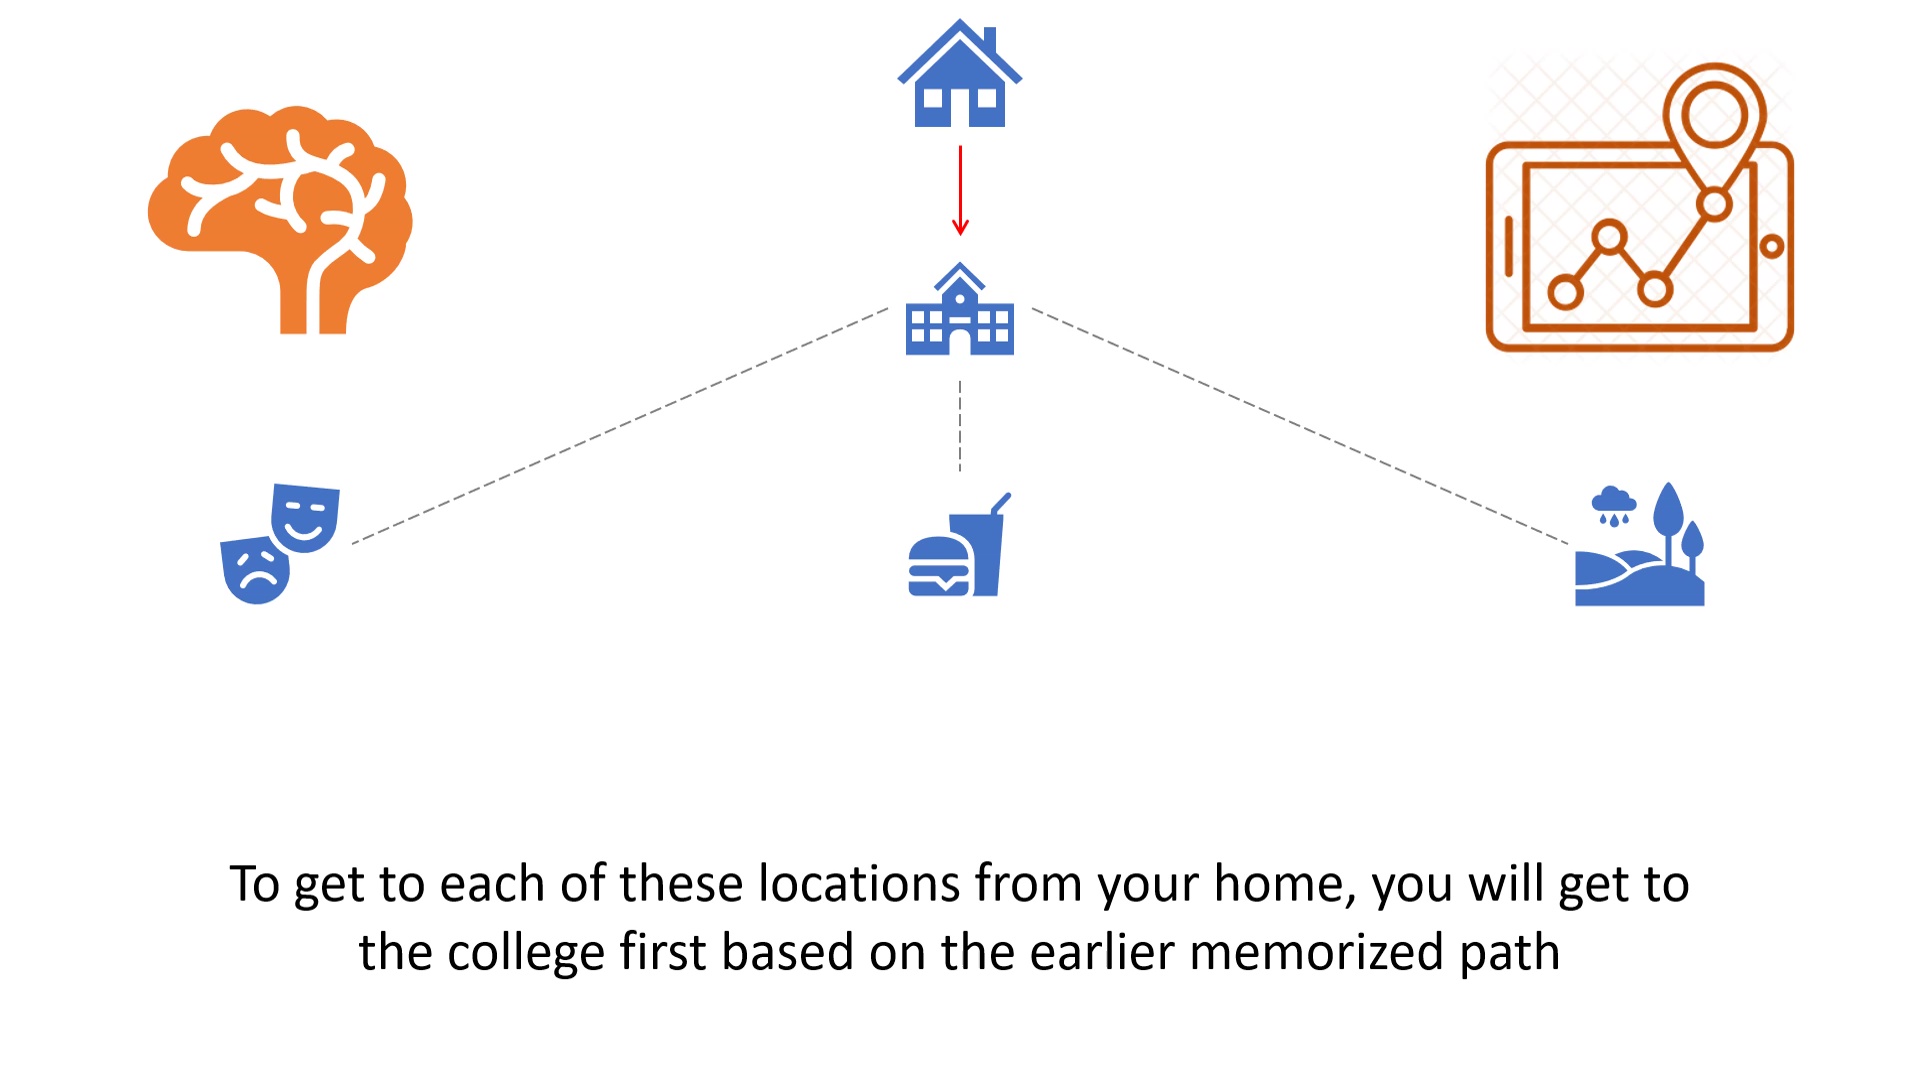 To get to each of these locations from your home, you will get to
the college first based on the earlier memorized path